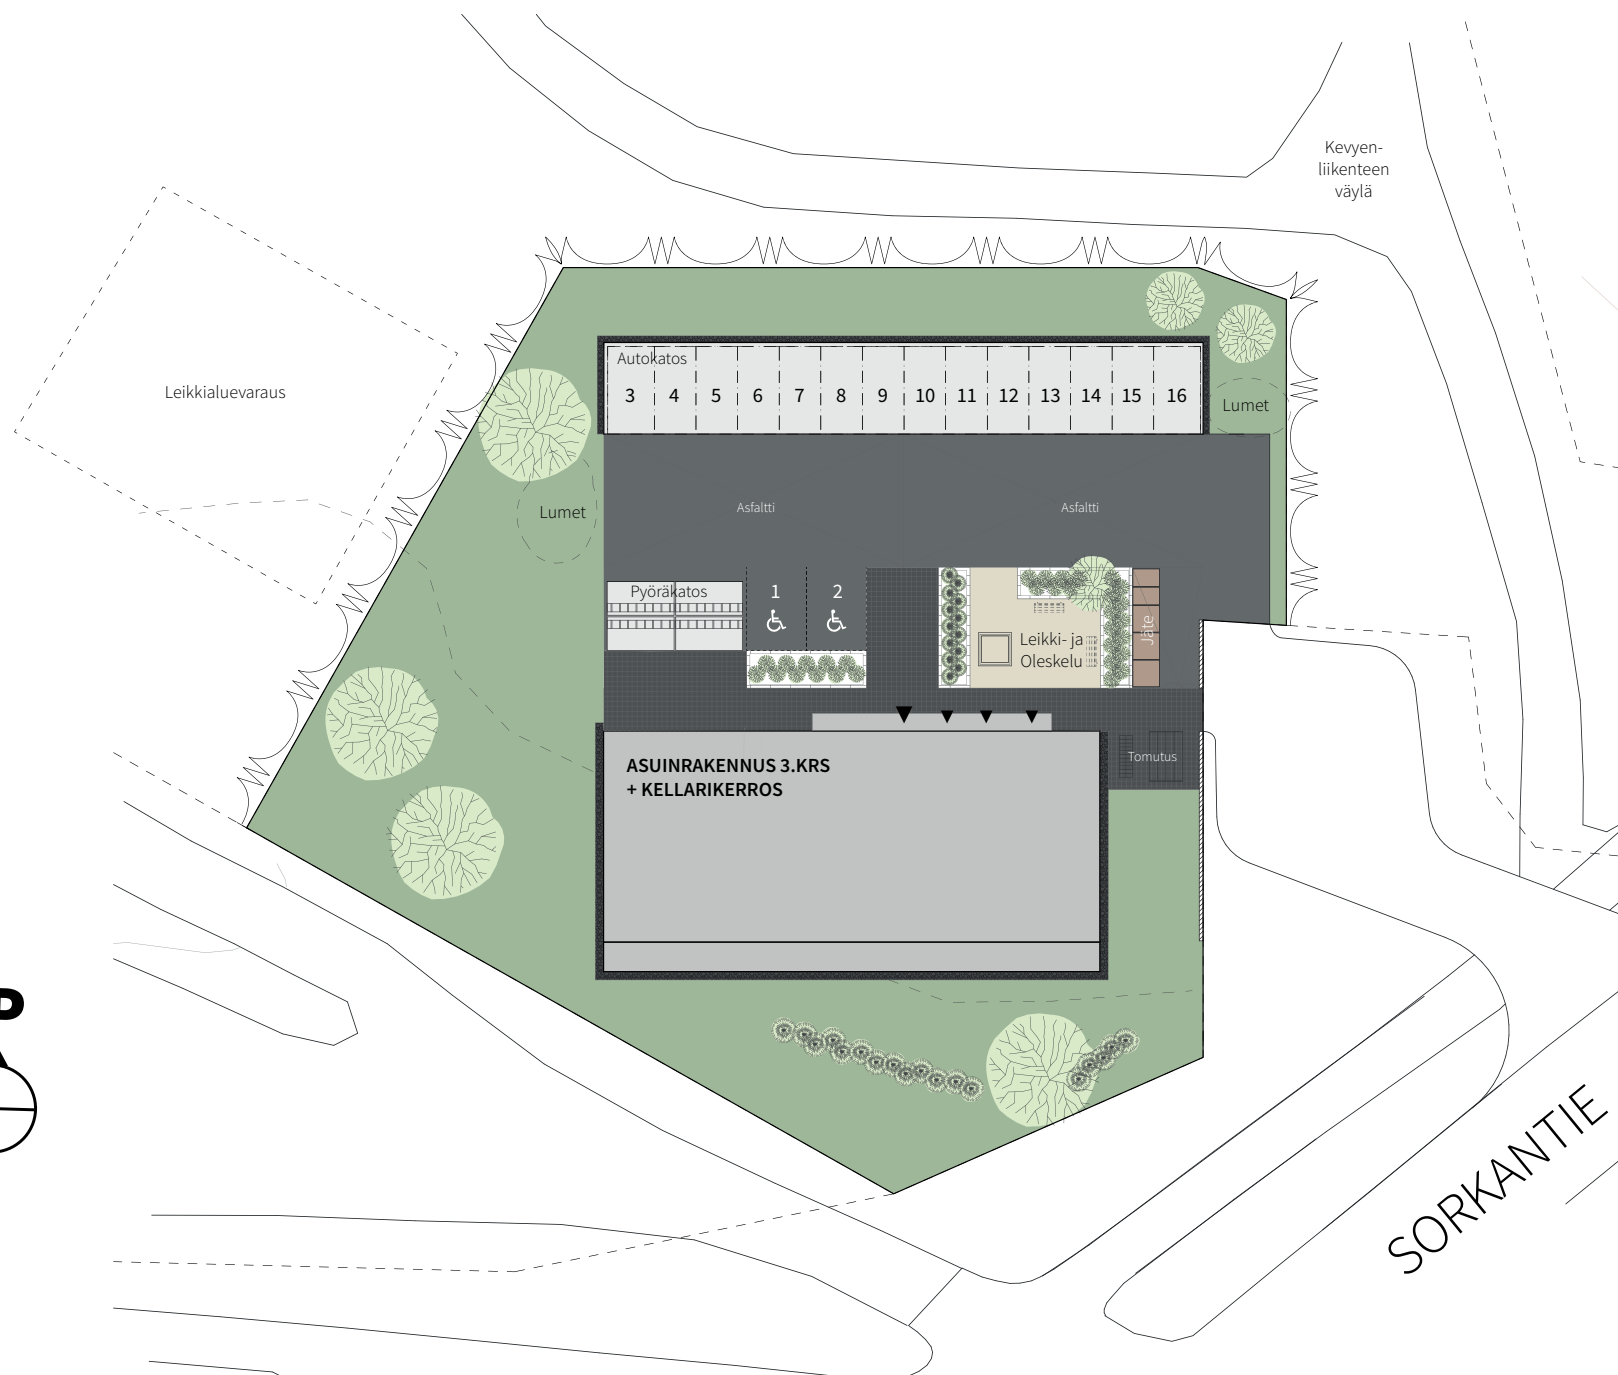 Kevyen-
liikenteen
väylä
Leikkialuevaraus
Autokatos
3 4 5 6 7 8 9 10 11 12 13 14 15 16
Lumet
Lumet
Asfaltti
Asfaltti
Pyöräkatos
1
2
Leikki- ja
Oleskelu
Jäte
Tomutus
ASUINRAKENNUS 3.KRS
+ KELLARIKERROS
P
SORKANTIE